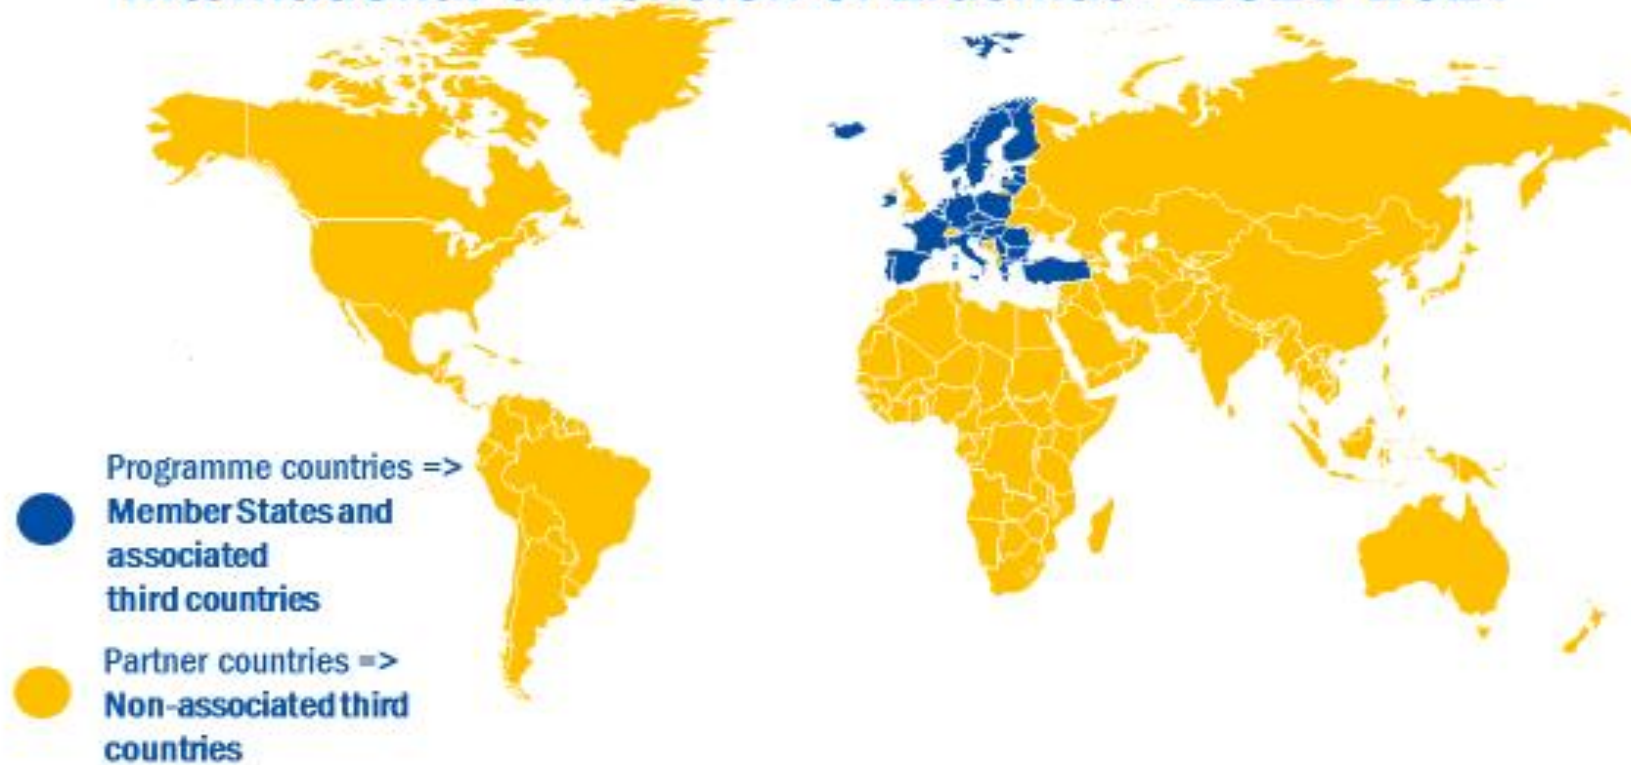 Programme countries =>
Member States and
associated
third countries
Partner countries =>
Non-associated third
countries